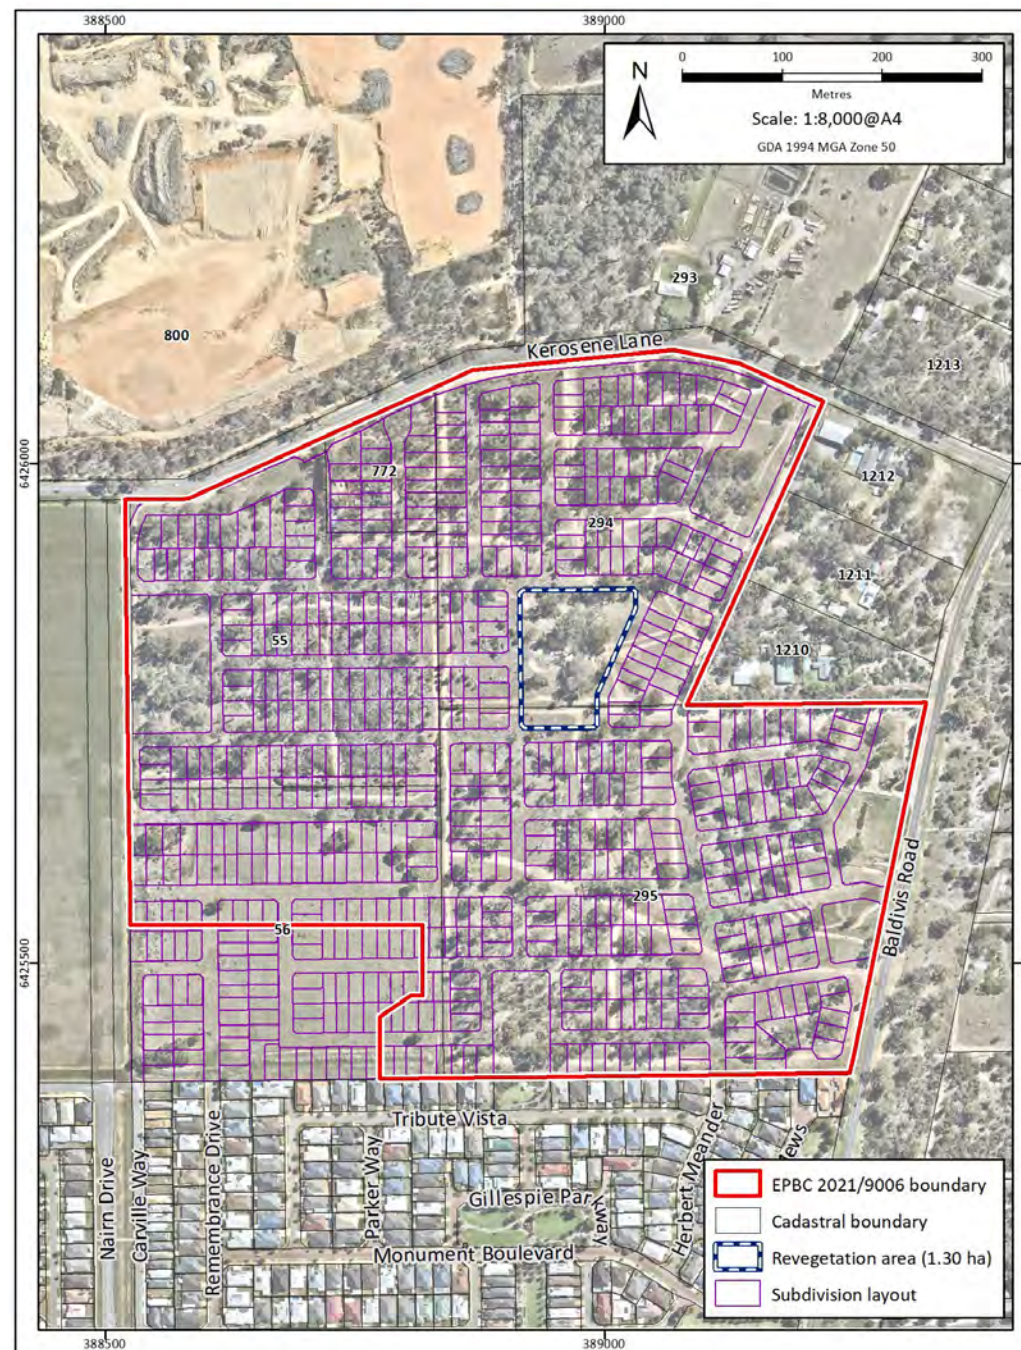 388500
389000
N
0 100 200 300
Metres
Scale: 1:8,000@A4
GDA 1994 MGA Zone 50
293
800
Kerosene Lane
1213
6426000
772
1212
294
1211
55
1210
295
Baldivis Road
56
6425500
Tribute Vista
Nairn Drive
Carville Way
Remembrance Drive
Parker Way
Gillespie Parkway
Herbert Meander
Monument Boulevard
EPBC 2021/9006 boundary
Cadastral boundary
Revegetation area (1.30 ha)
Subdivision layout
388500
389000